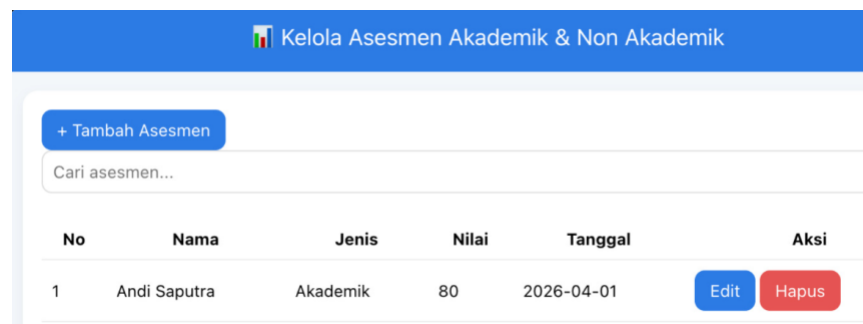 Kelola Asesmen Akademik & Non Akademik
+ Tambah Asesmen
Cari asesmen...
No Nama Jenis Nilai Tanggal Aksi
1 Andi Saputra Akademik 80 2026-04-01 Edit Hapus